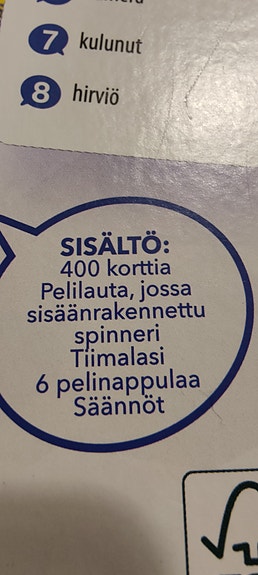 7 kulunut
8 hirviö
SISÄLTÖ:
400 korttia
Pelilauta, jossa
sisäänrakennettu
spinneri
Tiimalasi
6 pelinappulaa
Säännöt